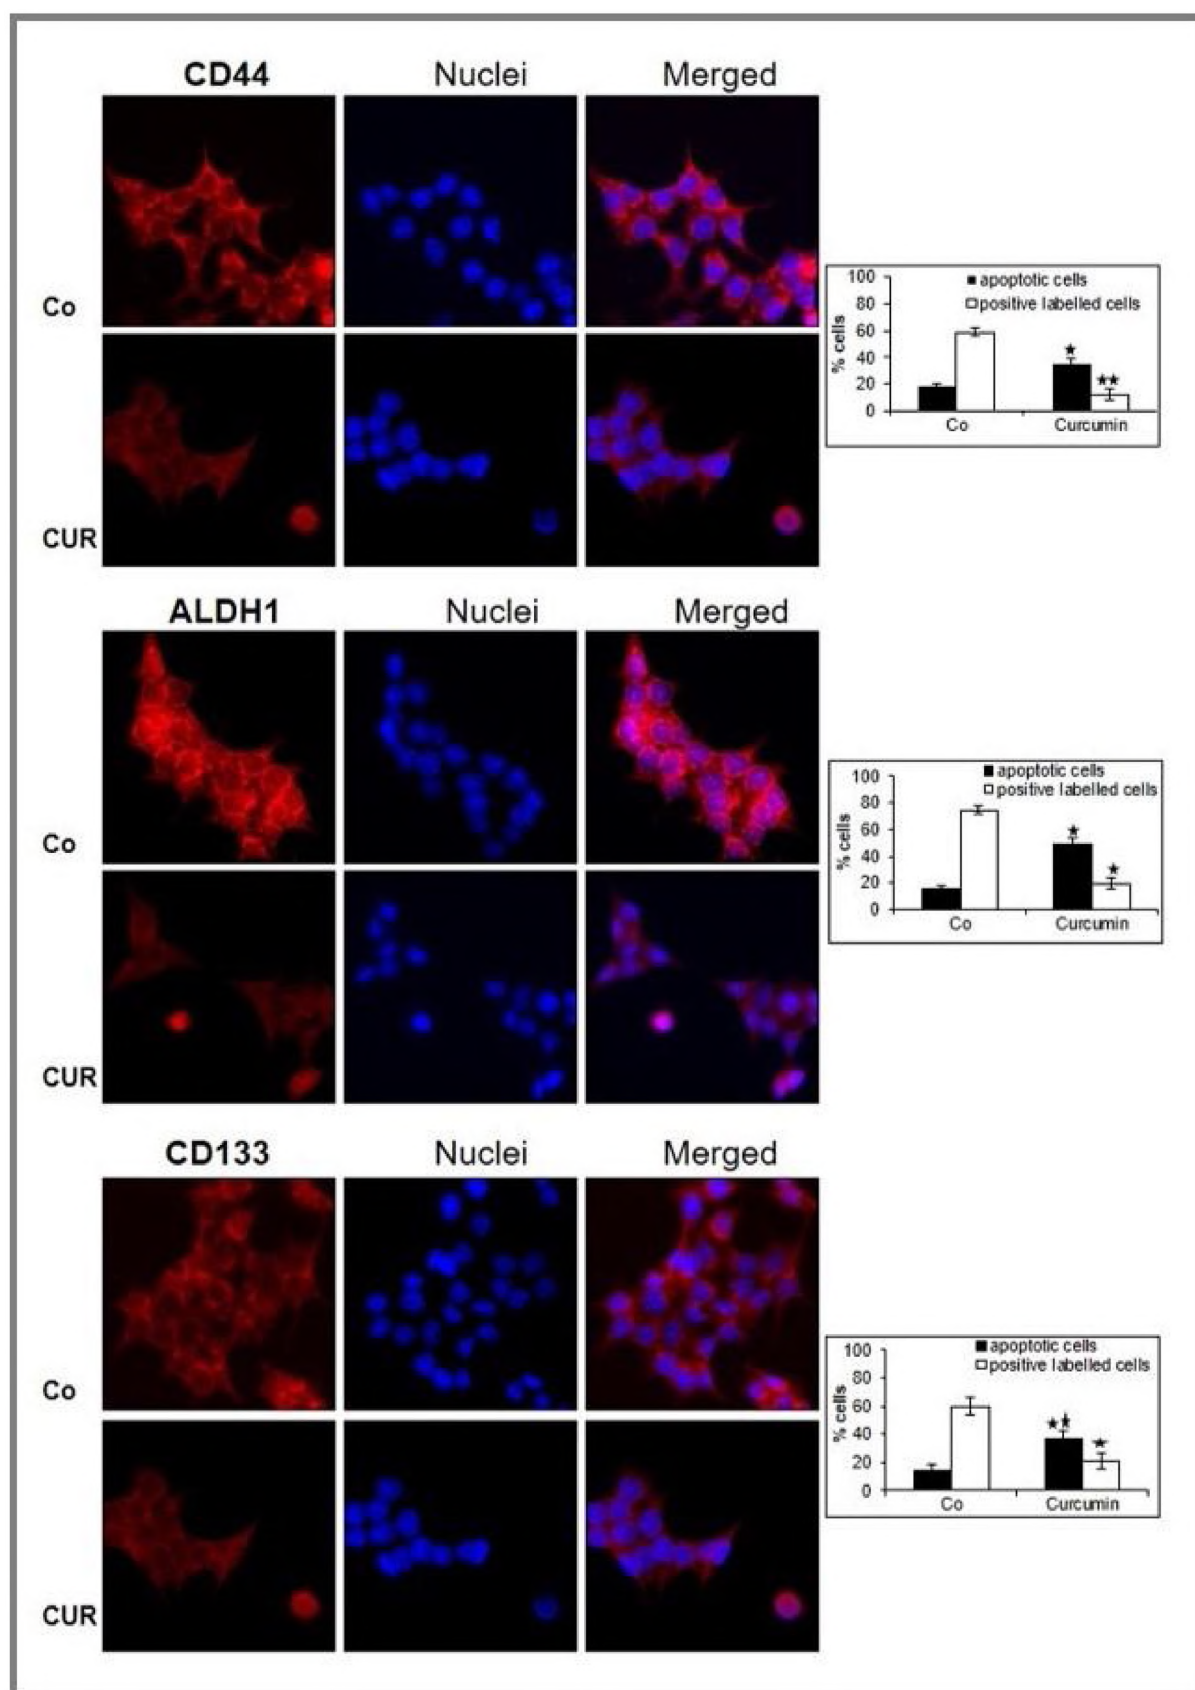 CD44 Nuclei Merged
Co
CUR
100
80
60
40
20
0
% cells
■ apoptotic cells
□ positive labelled cells
★
★★
Co Curcumin
ALDH1 Nuclei Merged
Co
CUR
100
80
60
40
20
0
% cells
■ apoptotic cells
□ positive labelled cells
★
★
Co Curcumin
CD133 Nuclei Merged
Co
CUR
100
80
60
40
20
0
% cells
■ apoptotic cells
□ positive labelled cells
★★
★
Co Curcumin